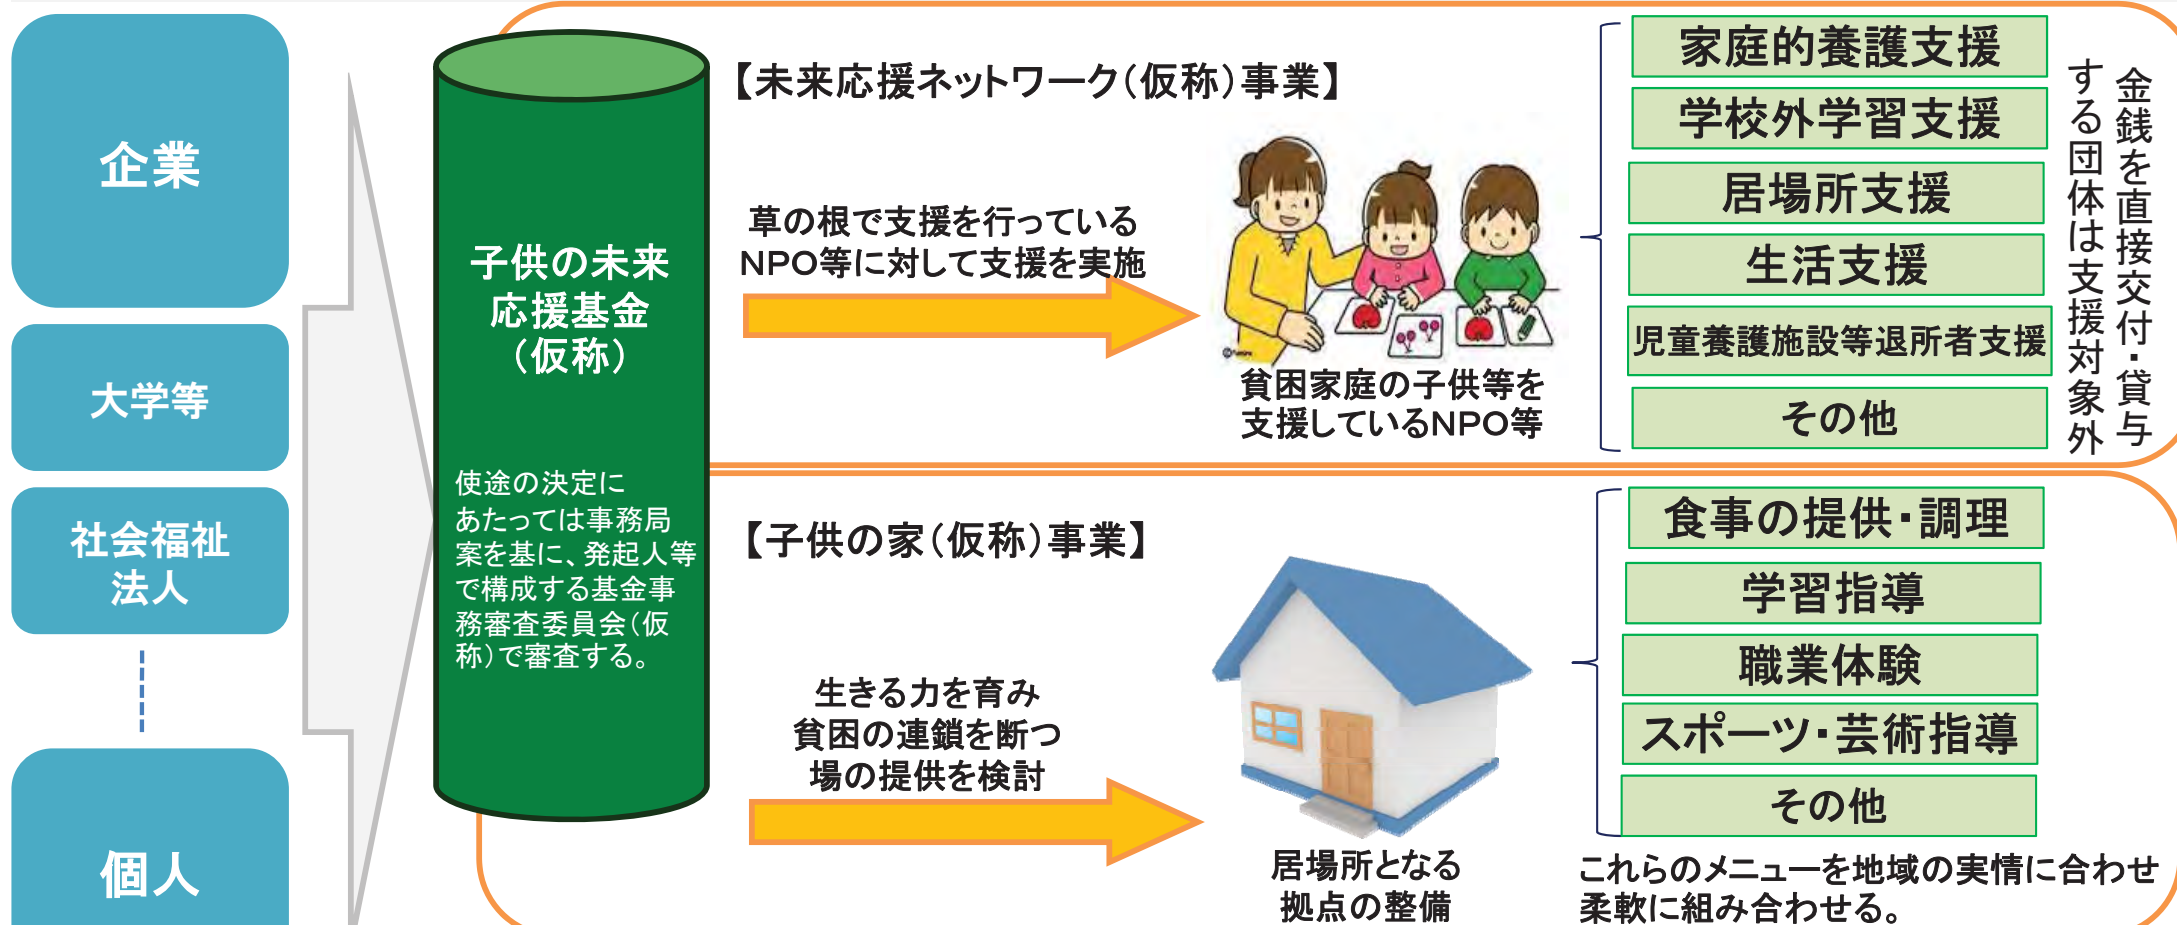 企業
大学等
社会福祉
法人
個人
子供の未来
応援基金
（仮称）
使途の決定に
あたっては事務局
案を基に、発起人等
で構成する基金事
務審査委員会（仮
称）で審査する。
【未来応援ネットワーク（仮称）事業】
草の根で支援を行っている
NPO等に対して支援を実施
貧困家庭の子供等を
支援しているNPO等
家庭的養護支援
学校外学習支援
居場所支援
生活支援
児童養護施設等退所者支援
その他
金銭を直接交付・貸与
する団体は支援対象外
【子供の家（仮称）事業】
生きる力を育み
貧困の連鎖を断つ
場の提供を検討
居場所となる
拠点の整備
食事の提供・調理
学習指導
職業体験
スポーツ・芸術指導
その他
これらのメニューを地域の実情に合わせ
柔軟に組み合わせる。